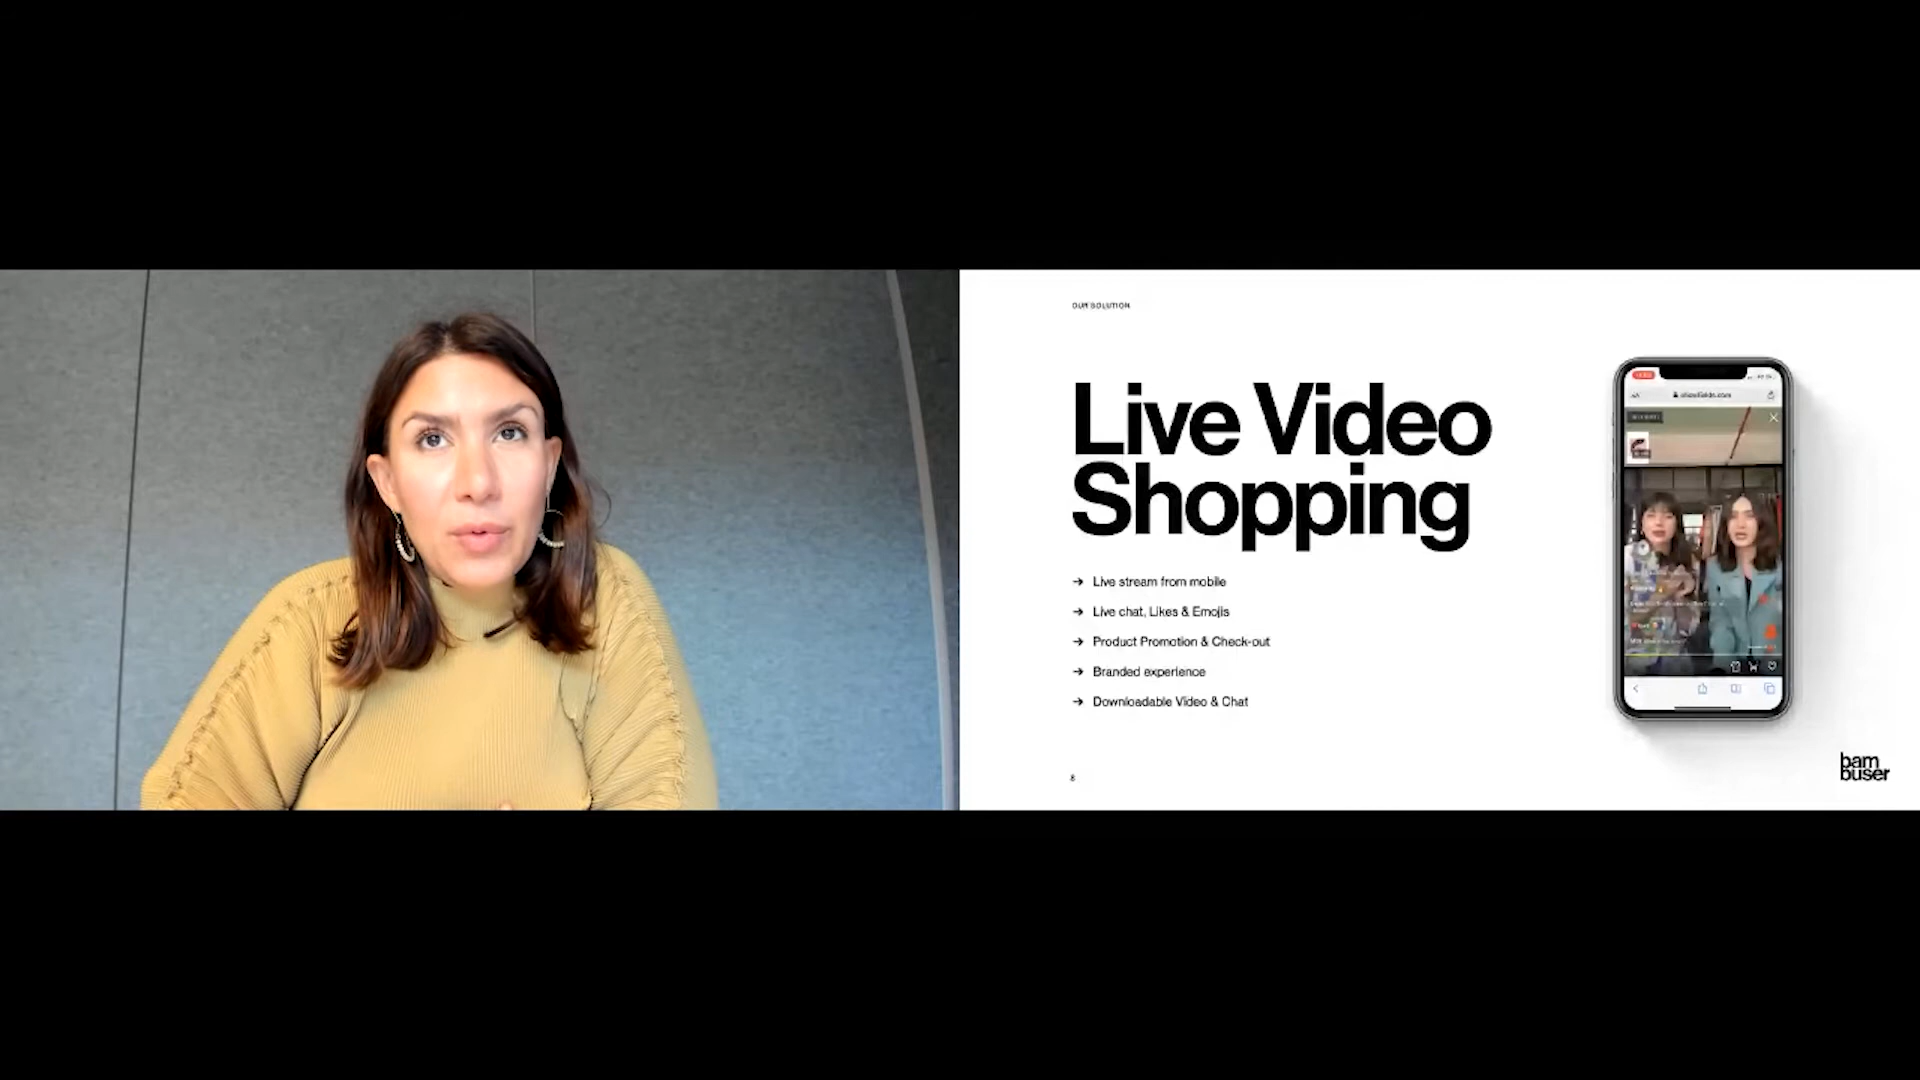 OUR SOLUTION
Live Video
Shopping
→ Live stream from mobile
→ Live chat, Likes & Emojis
→ Product Promotion & Check-out
→ Branded experience
→ Downloadable Video & Chat
8
bam
buser